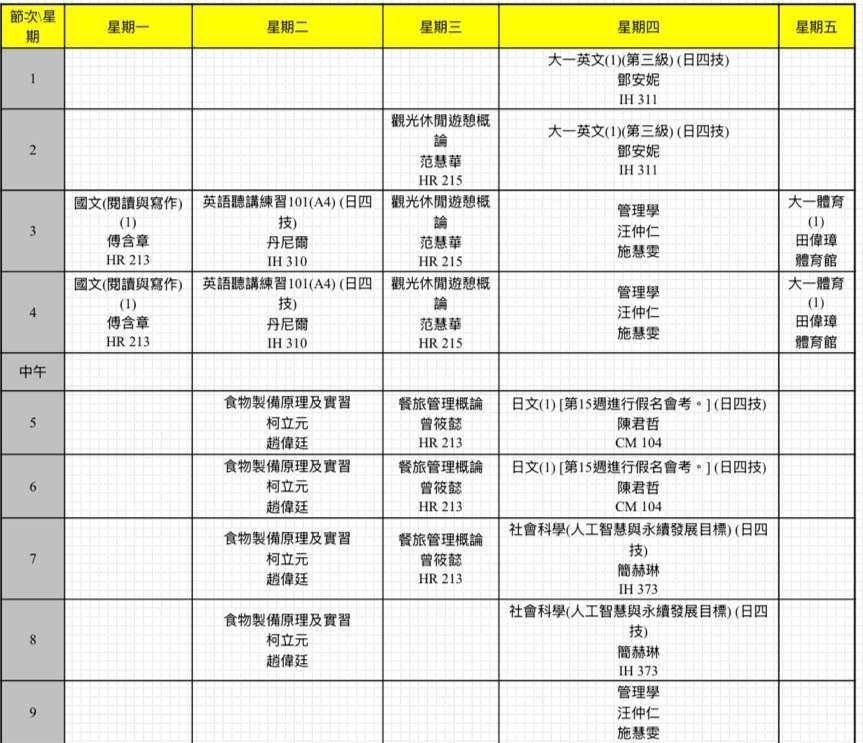 節次\星期
星期一
星期二
星期三
星期四
星期五
1
大一英文(1)(第三級) (日四技)
鄧安妮
IH 311
2
觀光休閒遊憩概
論
范慧華
HR 215
大一英文(1)(第三級) (日四技)
鄧安妮
IH 311
3
國文(閱讀與寫作)
(1)
傅含章
HR 213
英語聽講練習101(A4) (日四
技)
丹尼爾
IH 310
觀光休閒遊憩概
論
范慧華
HR 215
管理學
汪仲仁
施慧雯
大一體育
(1)
田偉璋
體育館
4
國文(閱讀與寫作)
(1)
傅含章
HR 213
英語聽講練習101(A4) (日四
技)
丹尼爾
IH 310
觀光休閒遊憩概
論
范慧華
HR 215
管理學
汪仲仁
施慧雯
大一體育
(1)
田偉璋
體育館
中午
5
食物製備原理及實習
柯立元
趙偉廷
餐旅管理概論
曾筱懿
HR 213
日文(1) [第15週進行假名會考。] (日四技)
陳君哲
CM 104
6
食物製備原理及實習
柯立元
趙偉廷
餐旅管理概論
曾筱懿
HR 213
日文(1) [第15週進行假名會考。] (日四技)
陳君哲
CM 104
7
食物製備原理及實習
柯立元
趙偉廷
餐旅管理概論
曾筱懿
HR 213
社會科學(人工智慧與永續發展目標) (日四
技)
簡赫琳
IH 373
8
食物製備原理及實習
柯立元
趙偉廷
社會科學(人工智慧與永續發展目標) (日四
技)
簡赫琳
IH 373
9
管理學
汪仲仁
施慧雯